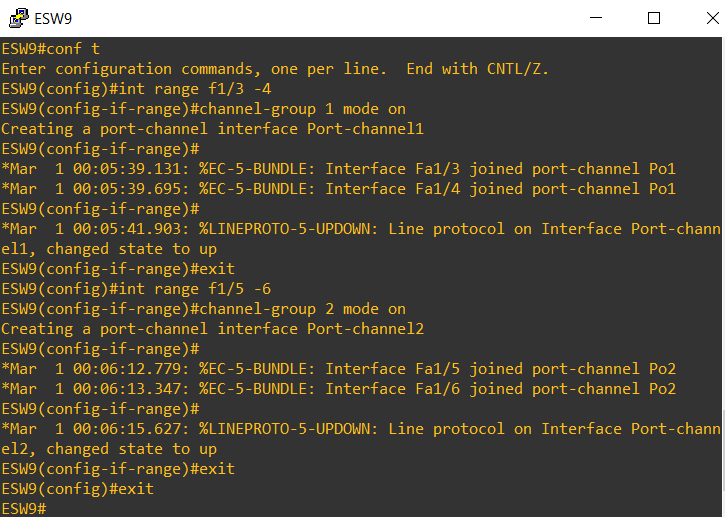 ESW9
ESW9#conf t
Enter configuration commands, one per line.  End with CNTL/Z.
ESW9(config)#int range f1/3 -4
ESW9(config-if-range)#channel-group 1 mode on
Creating a port-channel interface Port-channel1
ESW9(config-if-range)#
*Mar  1 00:05:39.131: %EC-5-BUNDLE: Interface Fa1/3 joined port-channel Po1
*Mar  1 00:05:39.695: %EC-5-BUNDLE: Interface Fa1/4 joined port-channel Po1
ESW9(config-if-range)#
*Mar  1 00:05:41.903: %LINEPROTO-5-UPDOWN: Line protocol on Interface Port-chann
el1, changed state to up
ESW9(config-if-range)#exit
ESW9(config)#int range f1/5 -6
ESW9(config-if-range)#channel-group 2 mode on
Creating a port-channel interface Port-channel2
ESW9(config-if-range)#
*Mar  1 00:06:12.779: %EC-5-BUNDLE: Interface Fa1/5 joined port-channel Po2
*Mar  1 00:06:13.347: %EC-5-BUNDLE: Interface Fa1/6 joined port-channel Po2
ESW9(config-if-range)#
*Mar  1 00:06:15.627: %LINEPROTO-5-UPDOWN: Line protocol on Interface Port-chann
el2, changed state to up
ESW9(config-if-range)#exit
ESW9(config)#exit
ESW9#